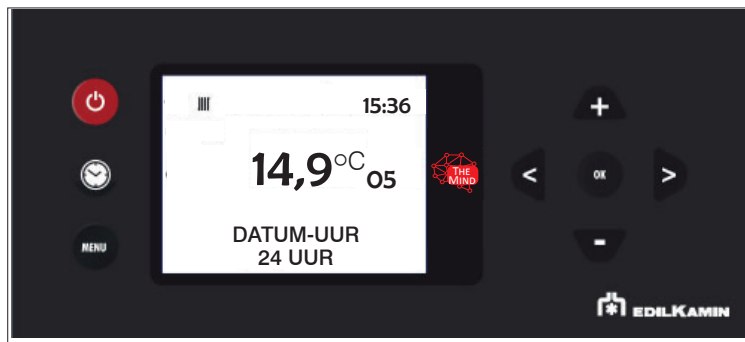 15:36
14,9°C 05
THE
MIND
< OK >
+
-
MENU
DATUM-UUR
24 UUR
EDILKAMIN